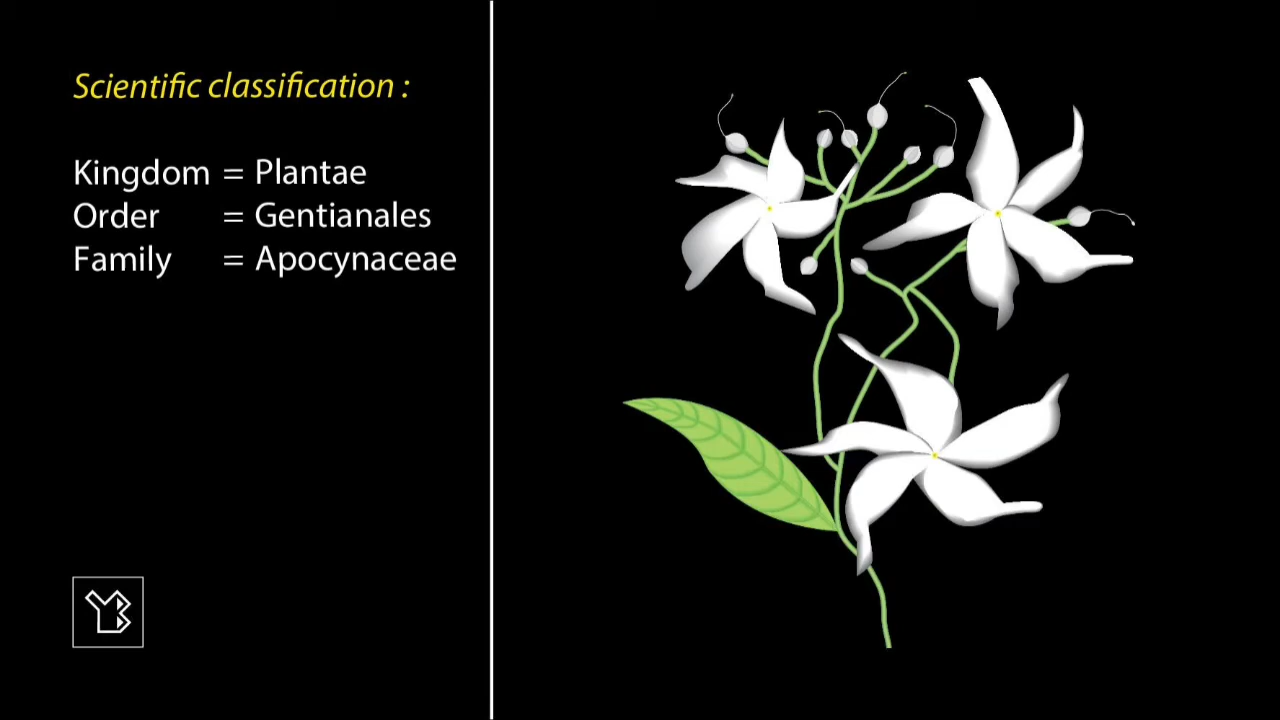 Scientific classification :
Kingdom = Plantae
Order = Gentianales
Family = Apocynaceae